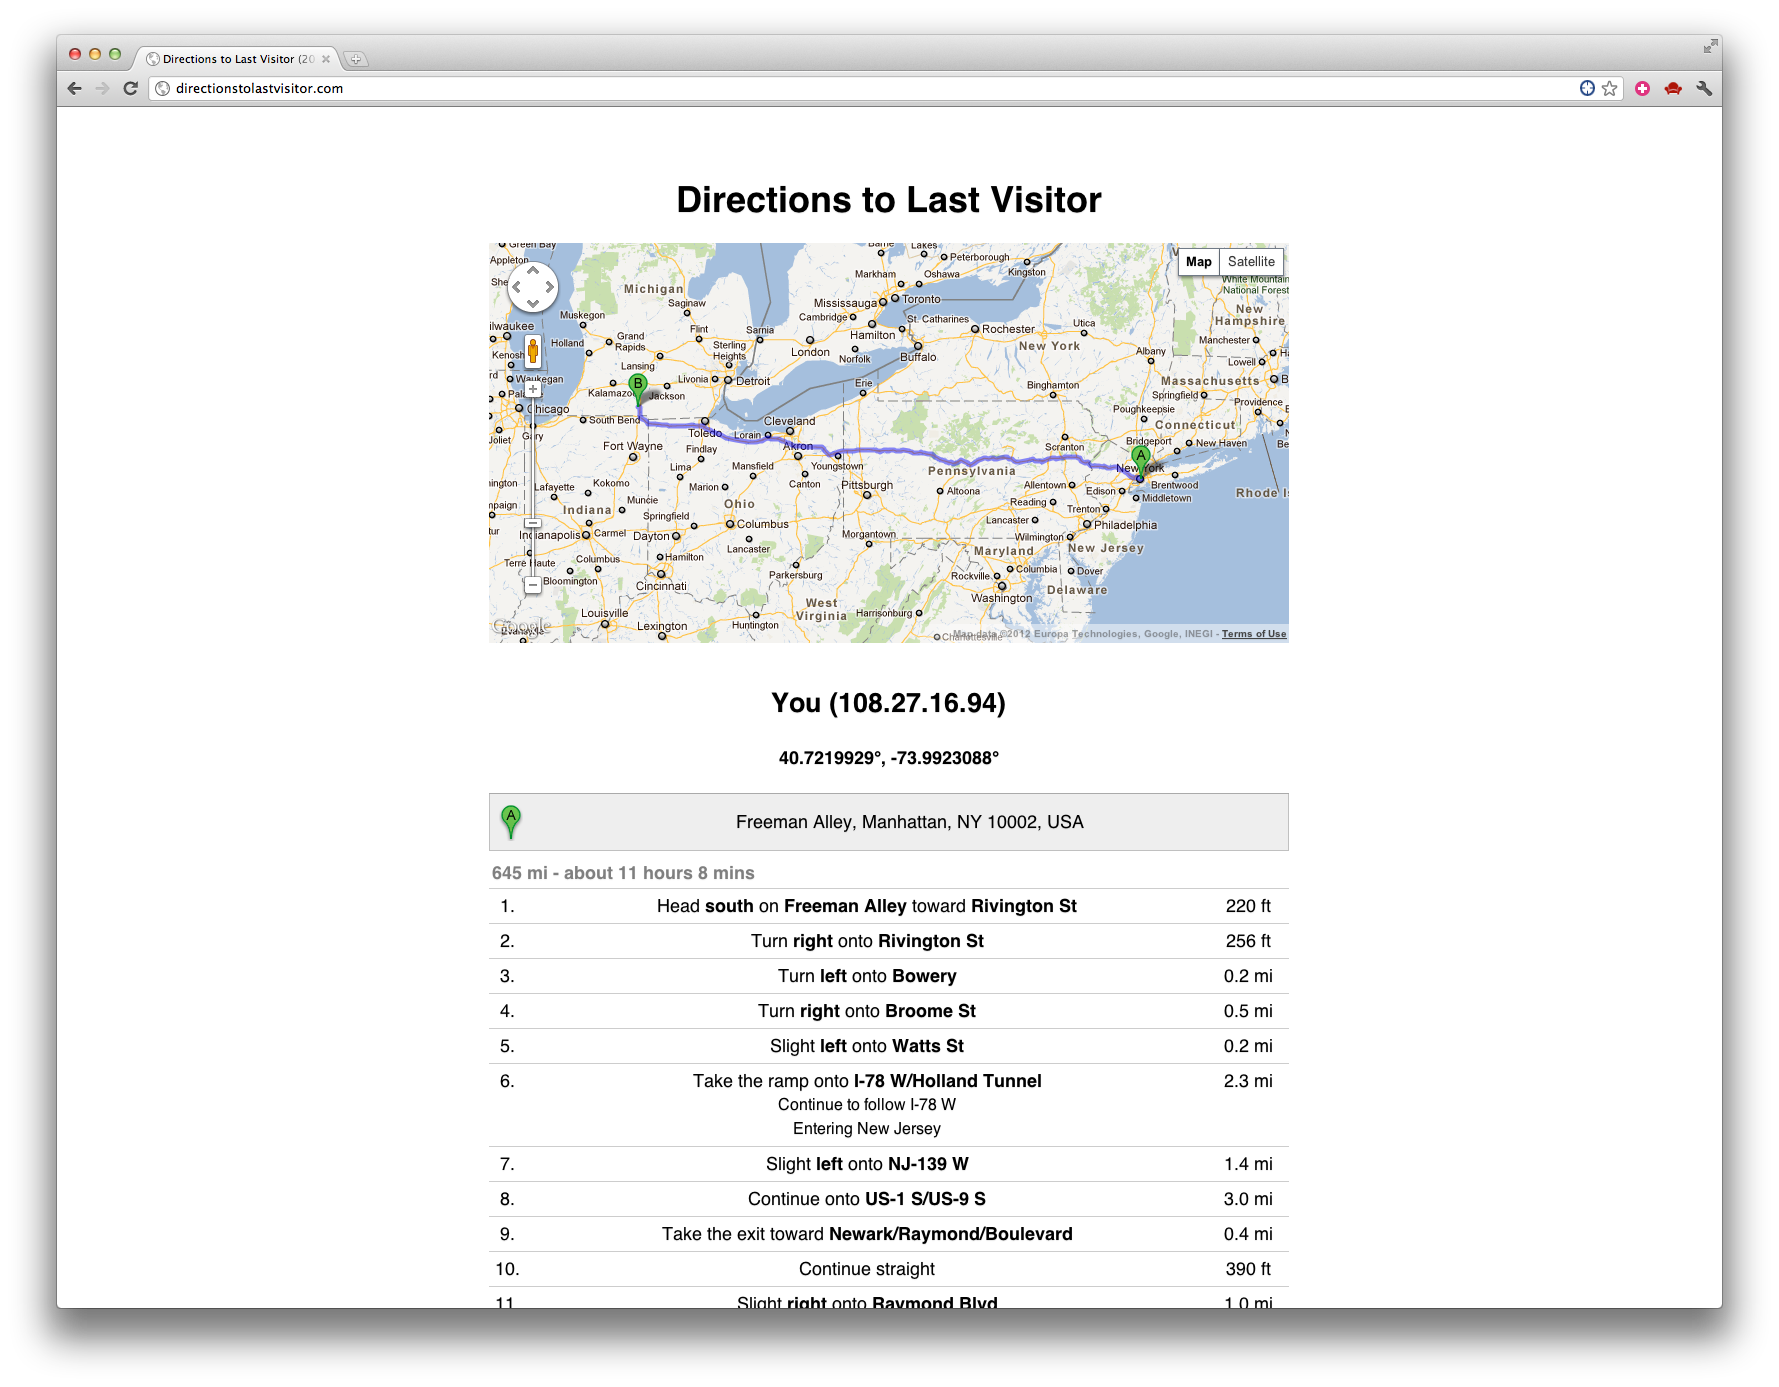 Directions to Last Visitor (20
directionstolastvisitor.com
Directions to Last Visitor
Map Satellite
Green Bay
Barrie
Lakes
Peterborough
Kingston
Markham
Oshawa
White Mountain
National Forest
Michigan
Saginaw
Mississauga
Toronto
New
Hampshire
Muskegon
Cambridge
St. Catharines
Flint
Sarnia
Hamilton
Rochester
Utica
Manchester
Holland
Grand
Rapids
Sterling
Heights
London
Norfolk
Buffalo
New York
Albany
Lowell
Lansing
Livonia
Detroit
Erie
Binghamton
Massachusetts
Waukegan
Kalamazoo
B
Jackson
Springfield
Providence
Chicago
South Bend
Toledo
Lorain
Cleveland
Poughkeepsie
Connecticut
Joliet
Gary
Fort Wayne
Findlay
Akron
Scranton
Bridgeport
New Haven
Lima
Mansfield
Youngstown
Pennsylvania
A
New York
Lafayette
Kokomo
Marion
Canton
Pittsburgh
Altoona
Allentown
Edison
Brentwood
Middletown
Muncie
Ohio
Reading
Indiana
Springfield
Trenton
Indianapolis
Carmel
Dayton
Columbus
Lancaster
Philadelphia
Lancaster
Morgantown
Wilmington
New Jersey
Maryland
Terre Haute
Columbus
Hamilton
Columbia
Dover
Bloomington
Cincinnati
Parkersburg
Rockville
Washington
Delaware
Louisville
West
Virginia
Harrisonburg
Lexington
Huntington
Charlottesville
Google
Map data ©2012 Europa Technologies, Google, INEGI - Terms of Use
You (108.27.16.94)
40.7219929°, -73.9923088°
A Freeman Alley, Manhattan, NY 10002, USA
645 mi - about 11 hours 8 mins
1. Head south on Freeman Alley toward Rivington St 220 ft
2. Turn right onto Rivington St 256 ft
3. Turn left onto Bowery 0.2 mi
4. Turn right onto Broome St 0.5 mi
5. Slight left onto Watts St 0.2 mi
6. Take the ramp onto I-78 W/Holland Tunnel 2.3 mi
Continue to follow I-78 W
Entering New Jersey
7. Slight left onto NJ-139 W 1.4 mi
8. Continue onto US-1 S/US-9 S 3.0 mi
9. Take the exit toward Newark/Raymond/Boulevard 0.4 mi
10. Continue straight 390 ft
11. Slight right onto Raymond Blvd 1.0 mi